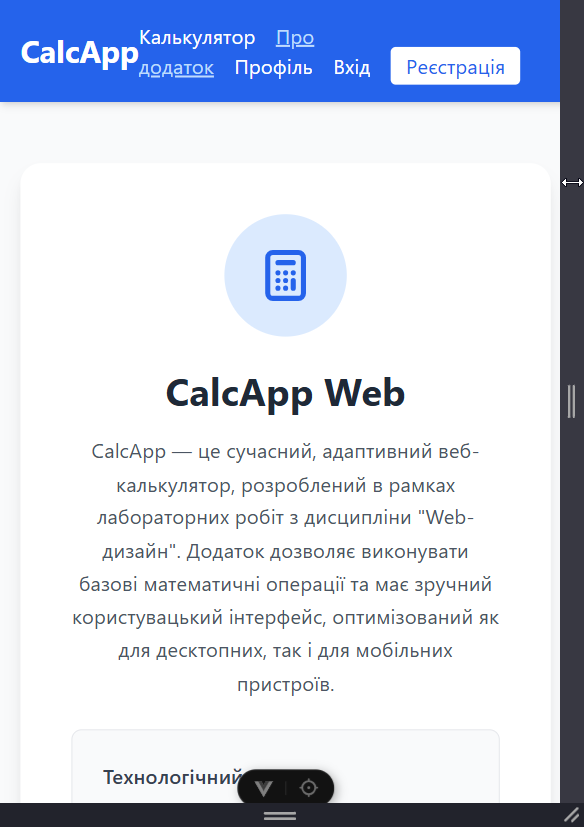 CalcApp
Калькулятор Про
додаток Профіль Вхід Реєстрація
CalcApp Web
CalcApp — це сучасний, адаптивний веб-
калькулятор, розроблений в рамках
лабораторних робіт з дисципліни "Web-
дизайн". Додаток дозволяє виконувати
базові математичні операції та має зручний
користувацький інтерфейс, оптимізований як
для десктопних, так і для мобільних
пристроїв.
Технологічний